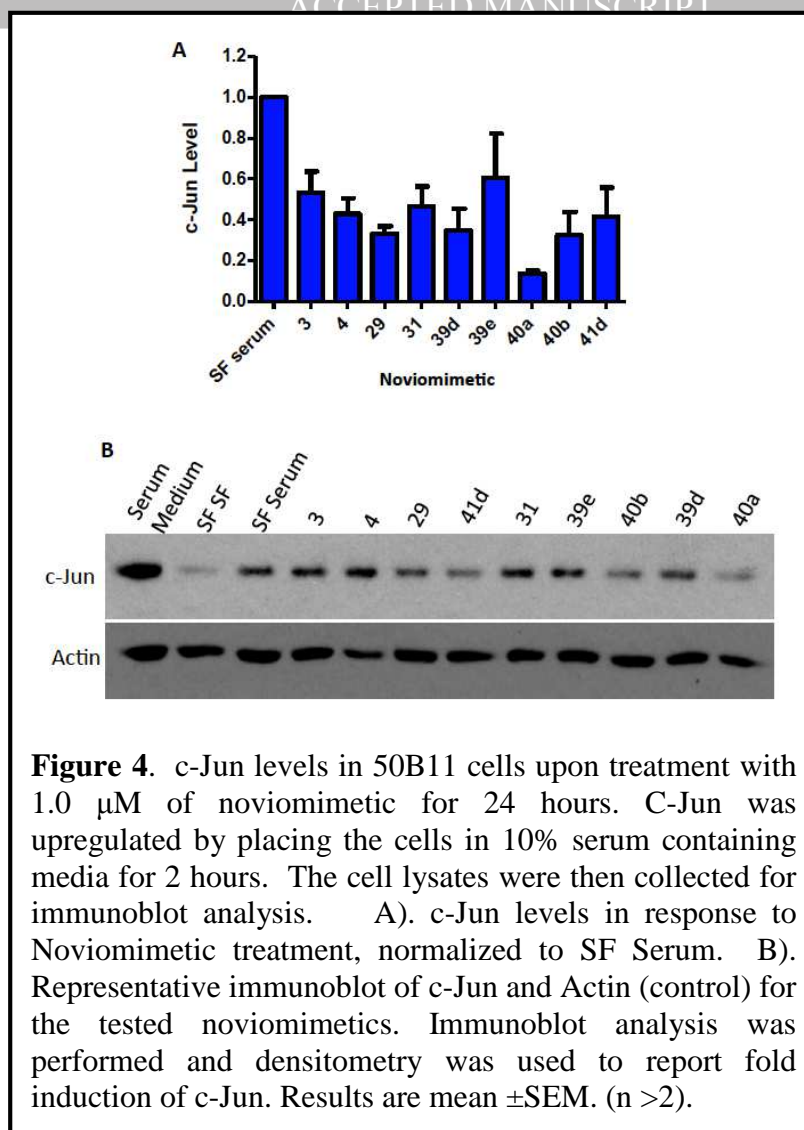 ACCEPTED MANUSCRIPT
A
1.2
1.0
0.8
0.6
0.4
0.2
0.0
c-Jun Level
SF serum 3 4 29 31 39d 39e 40a 40b 41d
Noviomimetic
B
Serum Medium SF SF SF Serum 3 4 29 41d 31 39e 40b 39d 40a
c-Jun
Actin
Figure 4. c-Jun levels in 50B11 cells upon treatment with
1.0 μM of noviomimetic for 24 hours. C-Jun was
upregulated by placing the cells in 10% serum containing
media for 2 hours. The cell lysates were then collected for
immunoblot analysis. A). c-Jun levels in response to
Noviomimetic treatment, normalized to SF Serum. B).
Representative immunoblot of c-Jun and Actin (control) for
the tested noviomimetics. Immunoblot analysis was
performed and densitometry was used to report fold
induction of c-Jun. Results are mean ±SEM. (n >2).